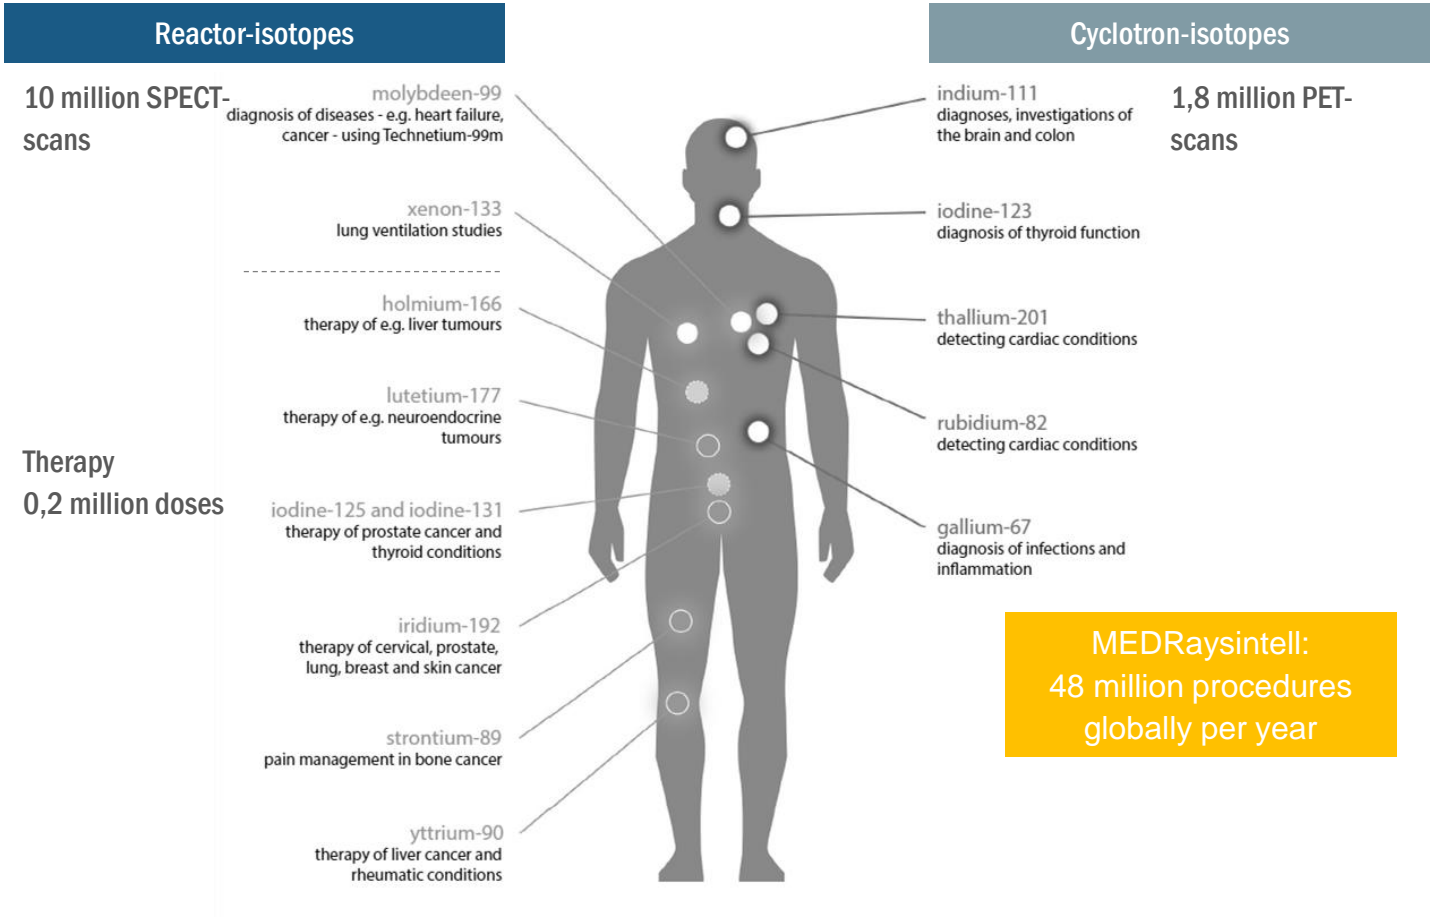 Reactor-isotopes
Cyclotron-isotopes
10 million SPECT-
scans
molybdeen-99
diagnosis of diseases - e.g. heart failure,
cancer - using Technetium-99m
xenon-133
lung ventilation studies
holmium-166
therapy of e.g. liver tumours
lutetium-177
therapy of e.g. neuroendocrine
tumours
Therapy
0,2 million doses
iodine-125 and iodine-131
therapy of prostate cancer and
thyroid conditions
iridium-192
therapy of cervical, prostate,
lung, breast and skin cancer
strontium-89
pain management in bone cancer
yttrium-90
therapy of liver cancer and
rheumatic conditions
indium-111
diagnoses, investigations of
the brain and colon
1,8 million PET-
scans
iodine-123
diagnosis of thyroid function
thallium-201
detecting cardiac conditions
rubidium-82
detecting cardiac conditions
gallium-67
diagnosis of infections and
inflammation
MEDRaysintell:
48 million procedures
globally per year